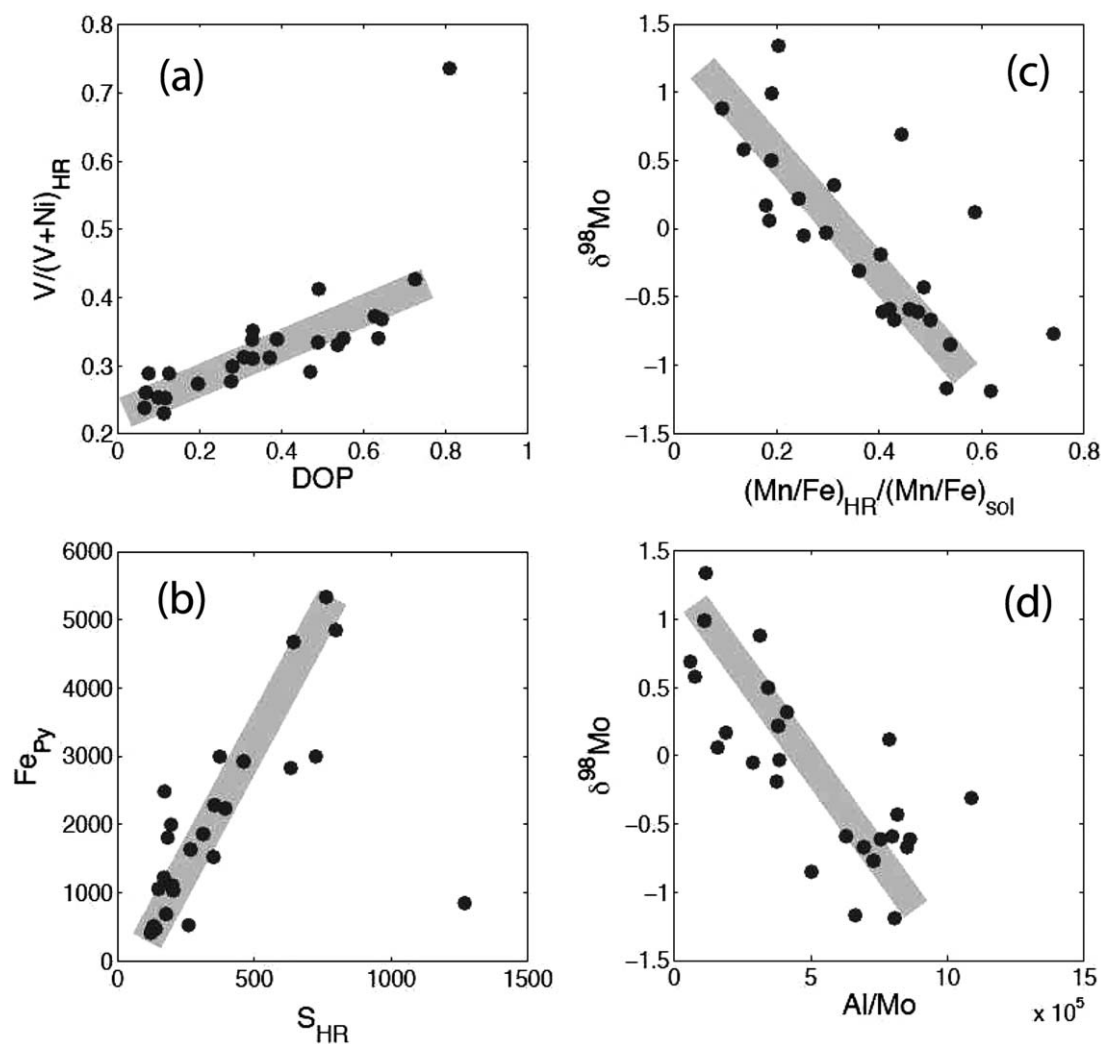 (a)
0.8
0.7
0.6
0.5
0.4
0.3
0.2
V/(V+Ni)HR
0 0.2 0.4 0.6 0.8 1
DOP
(c)
1.5
1
0.5
0
−0.5
−1
−1.5
δ98Mo
0 0.2 0.4 0.6 0.8
(Mn/Fe)HR/(Mn/Fe)sol
(b)
6000
5000
4000
3000
2000
1000
0
FePy
0 500 1000 1500
SHR
(d)
1.5
1
0.5
0
−0.5
−1
−1.5
δ98Mo
0 5 10 15
Al/Mo
x 105